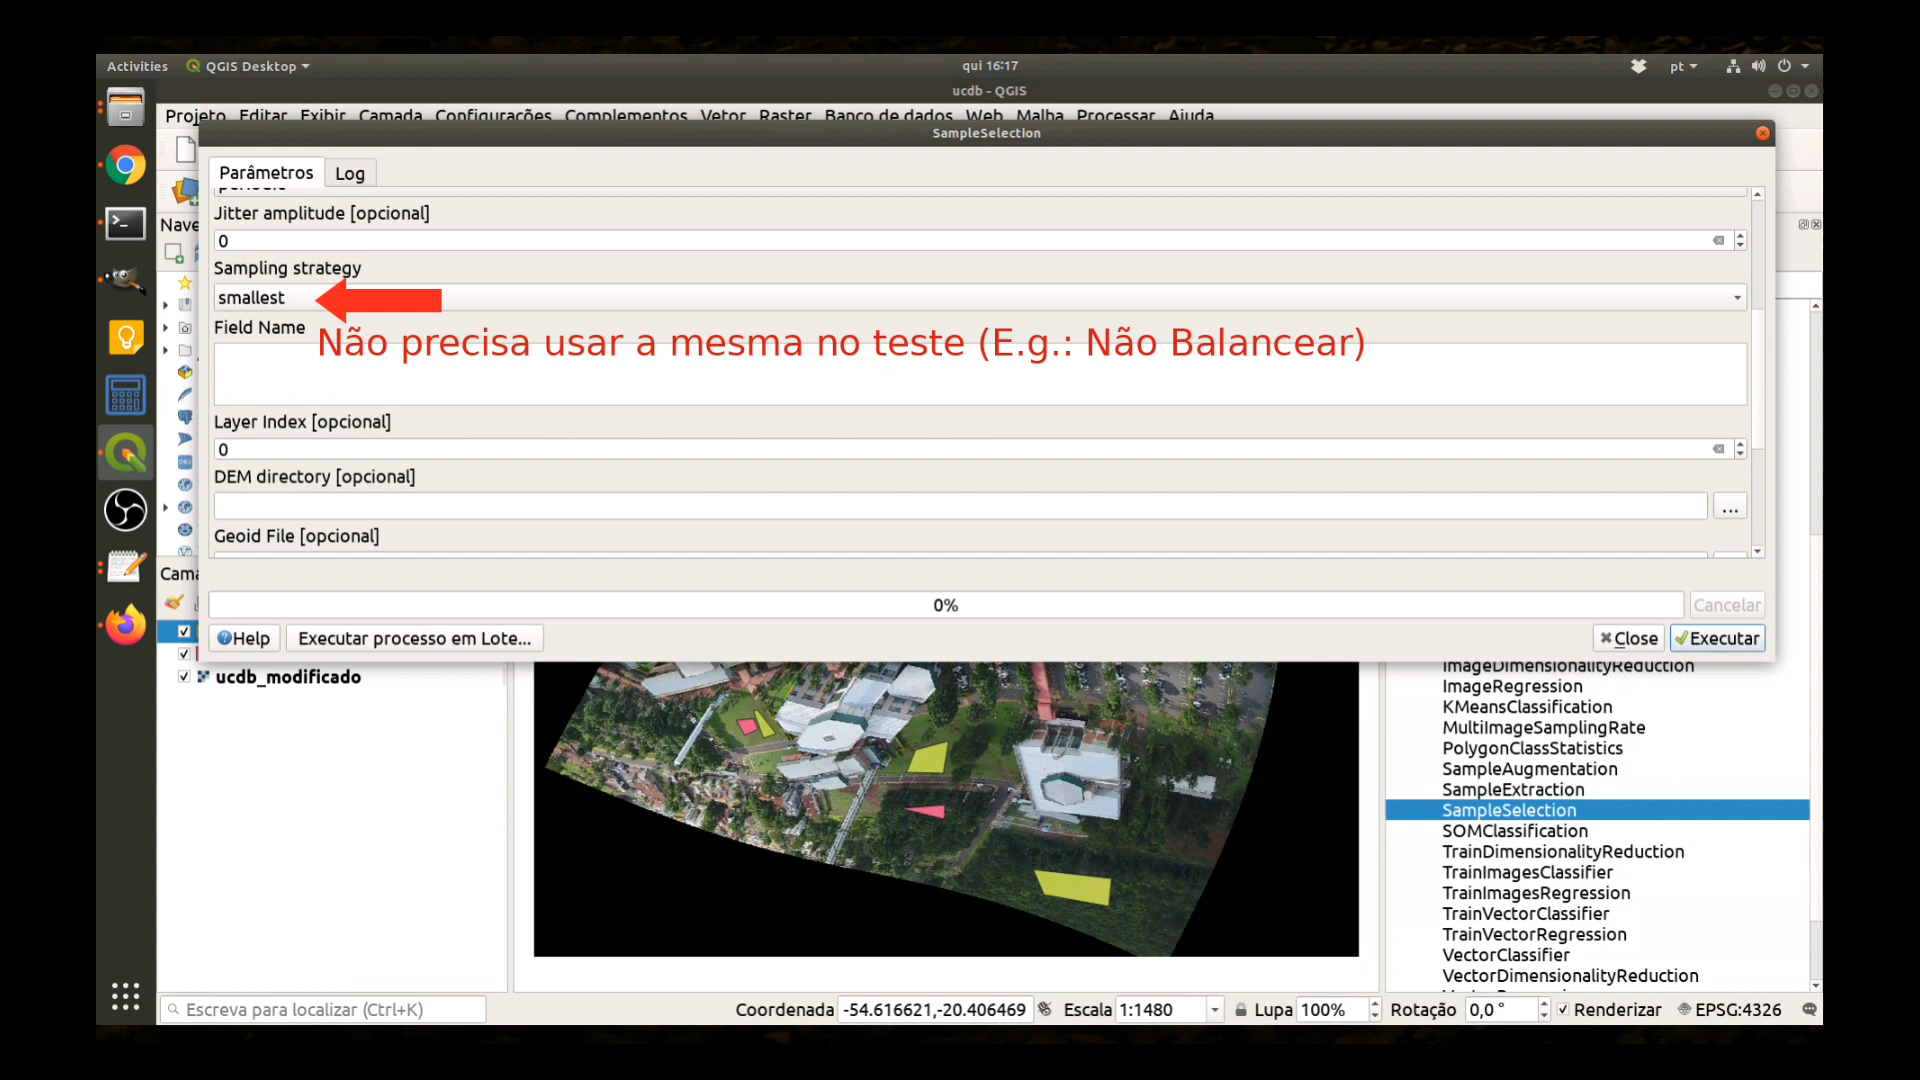 Activities QGIS Desktop qui 16:17 pt
ucdb - QGIS
Projeto Editar Exibir Camada Configurações Complementos Vetor Raster Banco de dados Web Malha Processar Ajuda
SampleSelection
Parâmetros Log
periodic
Jitter amplitude [opcional]
0
Sampling strategy
smallest
Field Name
Não precisa usar a mesma no teste (E.g.: Não Balancear)
Layer Index [opcional]
0
DEM directory [opcional]
...
Geoid File [opcional]
0% Cancelar
Help Executar processo em Lote... Close Executar
Nave
Cama
ucdb_modificado
ImageDimensionalityReduction
ImageRegression
KMeansClassification
MultiImageSamplingRate
PolygonClassStatistics
SampleAugmentation
SampleExtraction
SampleSelection
SOMClassification
TrainDimensionalityReduction
TrainImagesClassifier
TrainImagesRegression
TrainVectorClassifier
TrainVectorRegression
VectorClassifier
VectorDimensionalityReduction
Escreva para localizar (Ctrl+K) Coordenada -54.616621,-20.406469 Escala 1:1480 Lupa 100% Rotação 0,0 ° Renderizar EPSG:4326